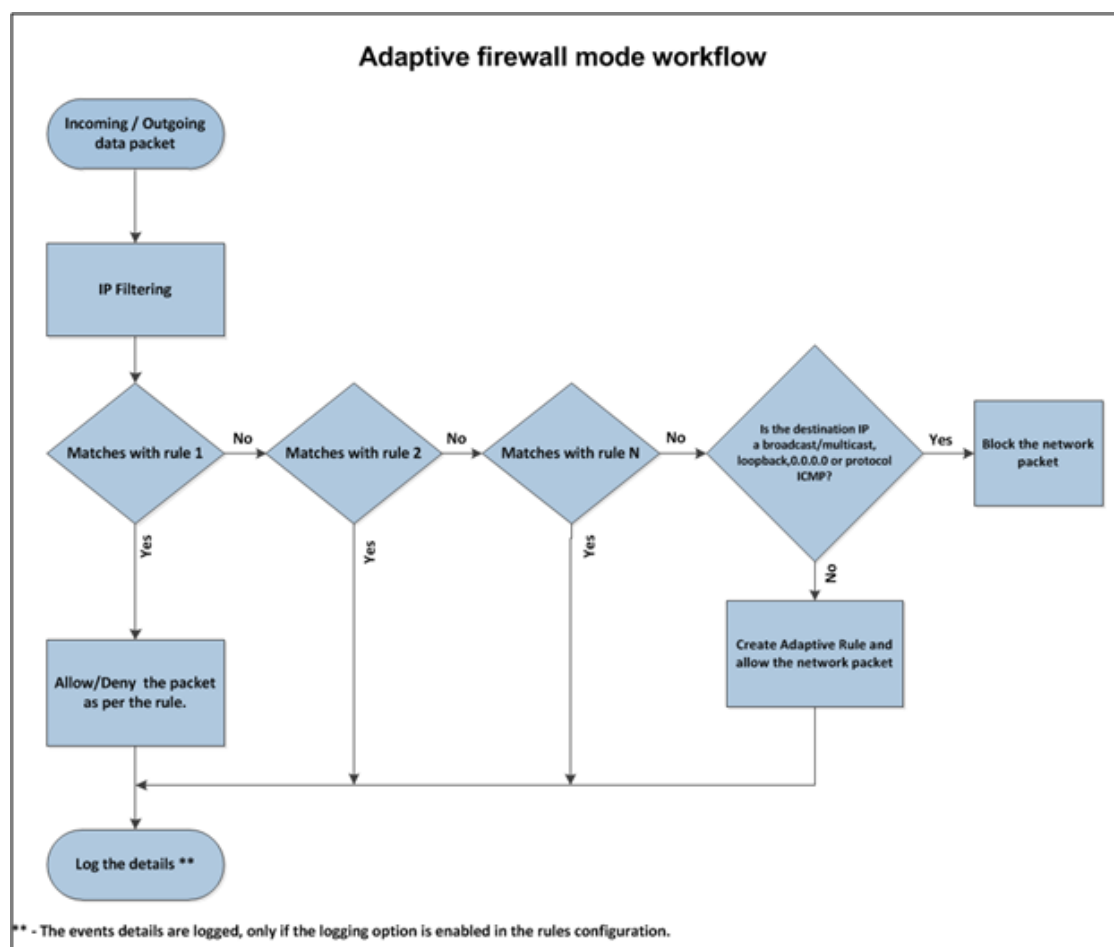 Adaptive firewall mode workflow
Incoming / Outgoing
data packet
IP Filtering
Matches with rule 1
No
Matches with rule 2
No
Matches with rule N
No
Is the destination IP
a broadcast/multicast,
loopback,0.0.0.0 or protocol
ICMP?
Yes
Block the network
packet
Yes
Yes
Yes
No
Allow/Deny the packet
as per the rule.
Create Adaptive Rule and
allow the network packet
Log the details **
** - The events details are logged, only if the logging option is enabled in the rules configuration.